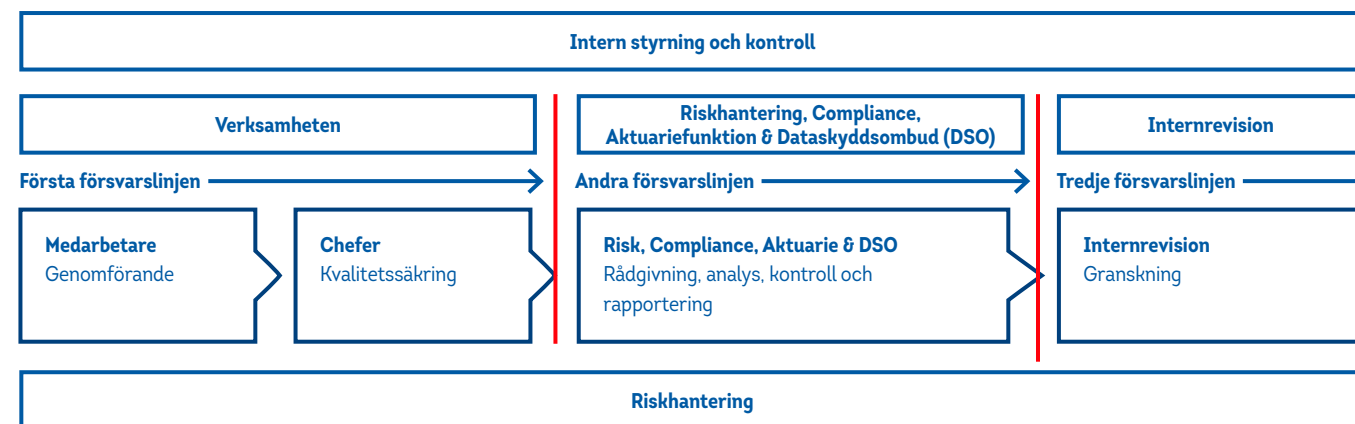 Intern styrning och kontroll
Verksamheten
Riskhantering, Compliance,
Aktuariefunktion & Dataskyddsombud (DSO)
Internrevision
Första försvarslinjen
Andra försvarslinjen
Tredje försvarslinjen
Medarbetare
Genomförande
Chefer
Kvalitetssäkring
Risk, Compliance, Aktuarie & DSO
Rådgivning, analys, kontroll och
rapportering
Internrevision
Granskning
Riskhantering